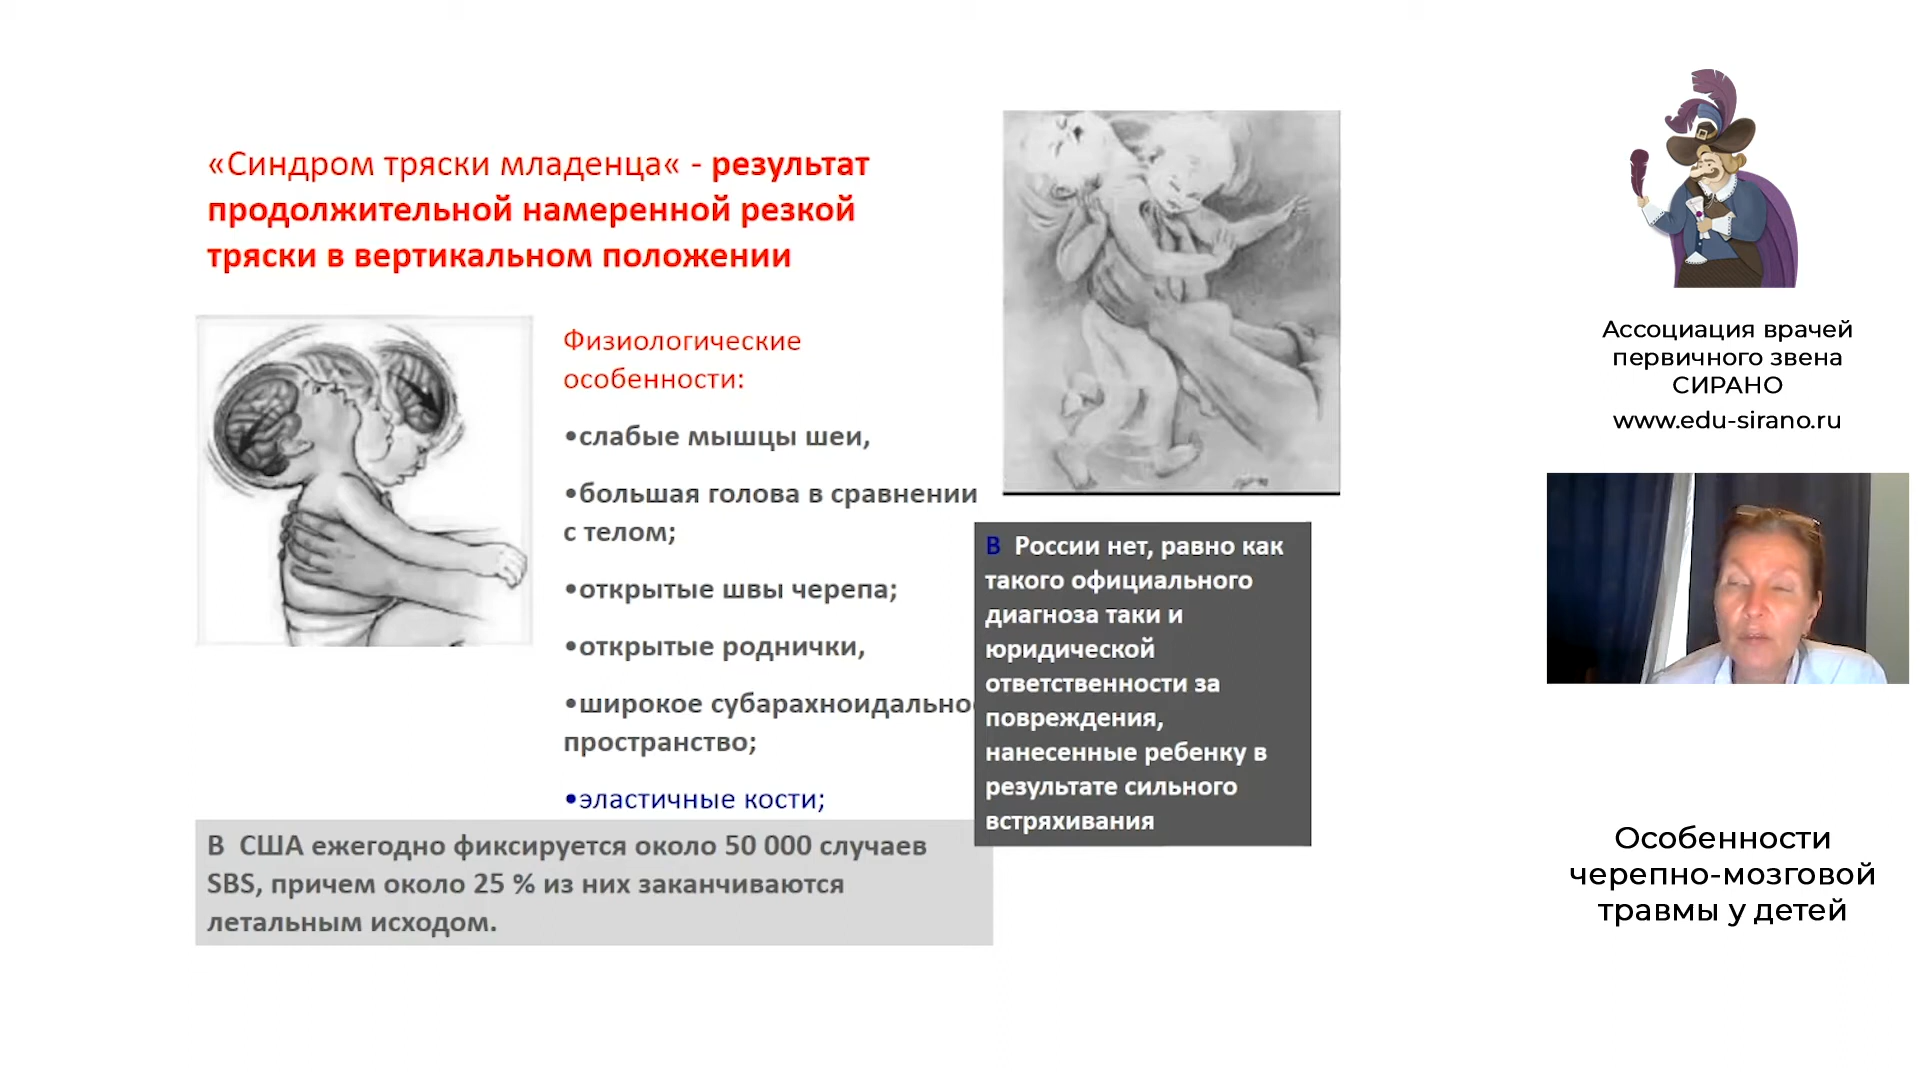 «Синдром тряски младенца« - результат
продолжительной намеренной резкой
тряски в вертикальном положении
Физиологические
особенности:
•слабые мышцы шеи,
•большая голова в сравнении
с телом;
•открытые швы черепа;
•открытые роднички,
•широкое субарахноидально
пространство;
•эластичные кости;
В США ежегодно фиксируется около 50 000 случаев
SBS, причем около 25 % из них заканчиваются
летальным исходом.
В России нет, равно как
такого официального
диагноза таки и
юридической
ответственности за
повреждения,
нанесенные ребенку в
результате сильного
встряхивания
Ассоциация врачей
первичного звена
СИРАНО
www.edu-sirano.ru
Особенности
черепно-мозговой
травмы у детей